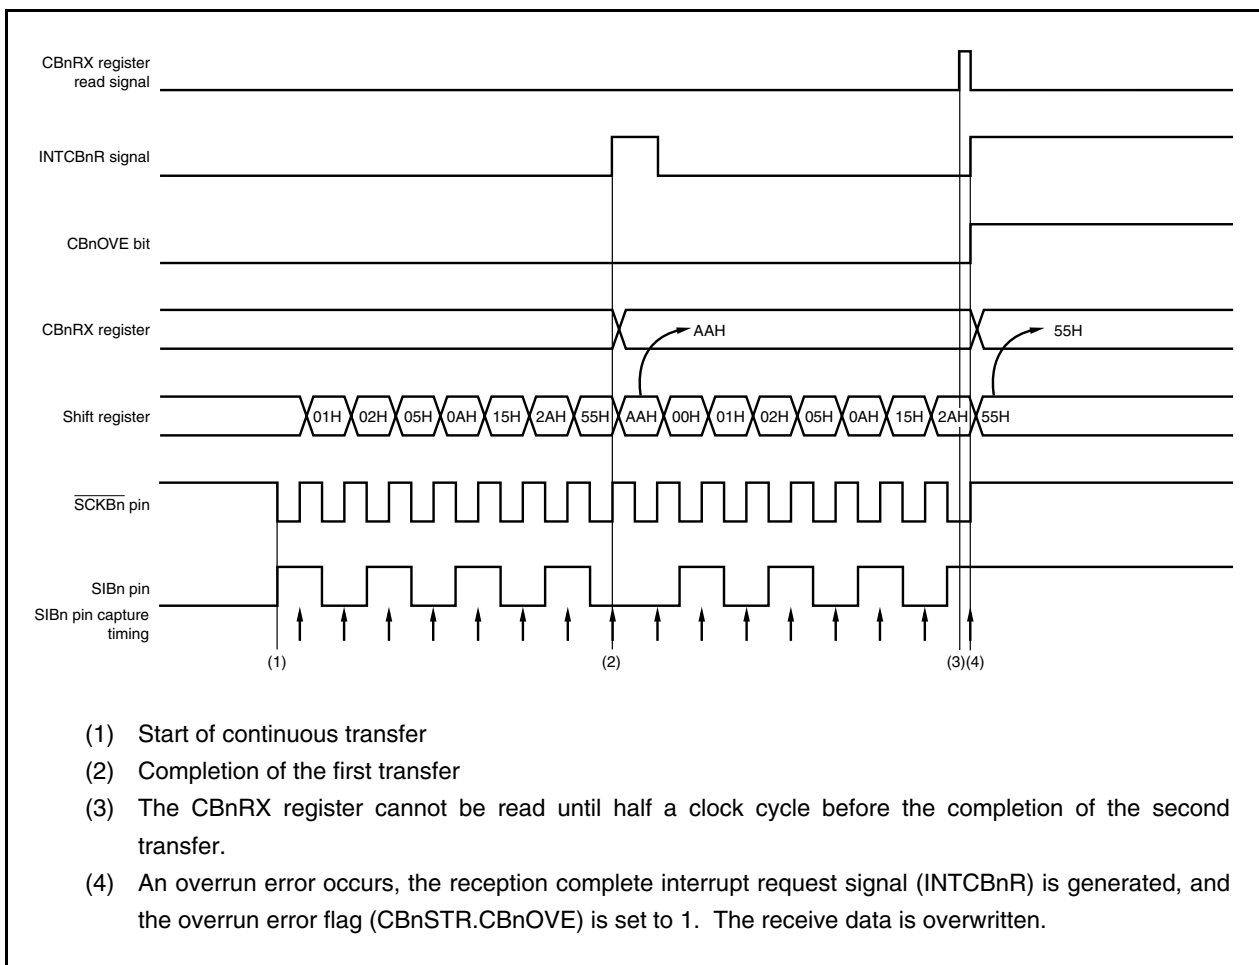 CBnRX register
read signal
INTCBnR signal
CBnOVE bit
CBnRX register
AAH
55H
Shift register
01H 02H 05H 0AH 15H 2AH 55H AAH 00H 01H 02H 05H 0AH 15H 2AH 55H
SCKBn pin
SIBn pin
SIBn pin capture
timing
(1) (2) (3) (4)
(1) Start of continuous transfer
(2) Completion of the first transfer
(3) The CBnRX register cannot be read until half a clock cycle before the completion of the second
transfer.
(4) An overrun error occurs, the reception complete interrupt request signal (INTCBnR) is generated, and
the overrun error flag (CBnSTR.CBnOVE) is set to 1. The receive data is overwritten.